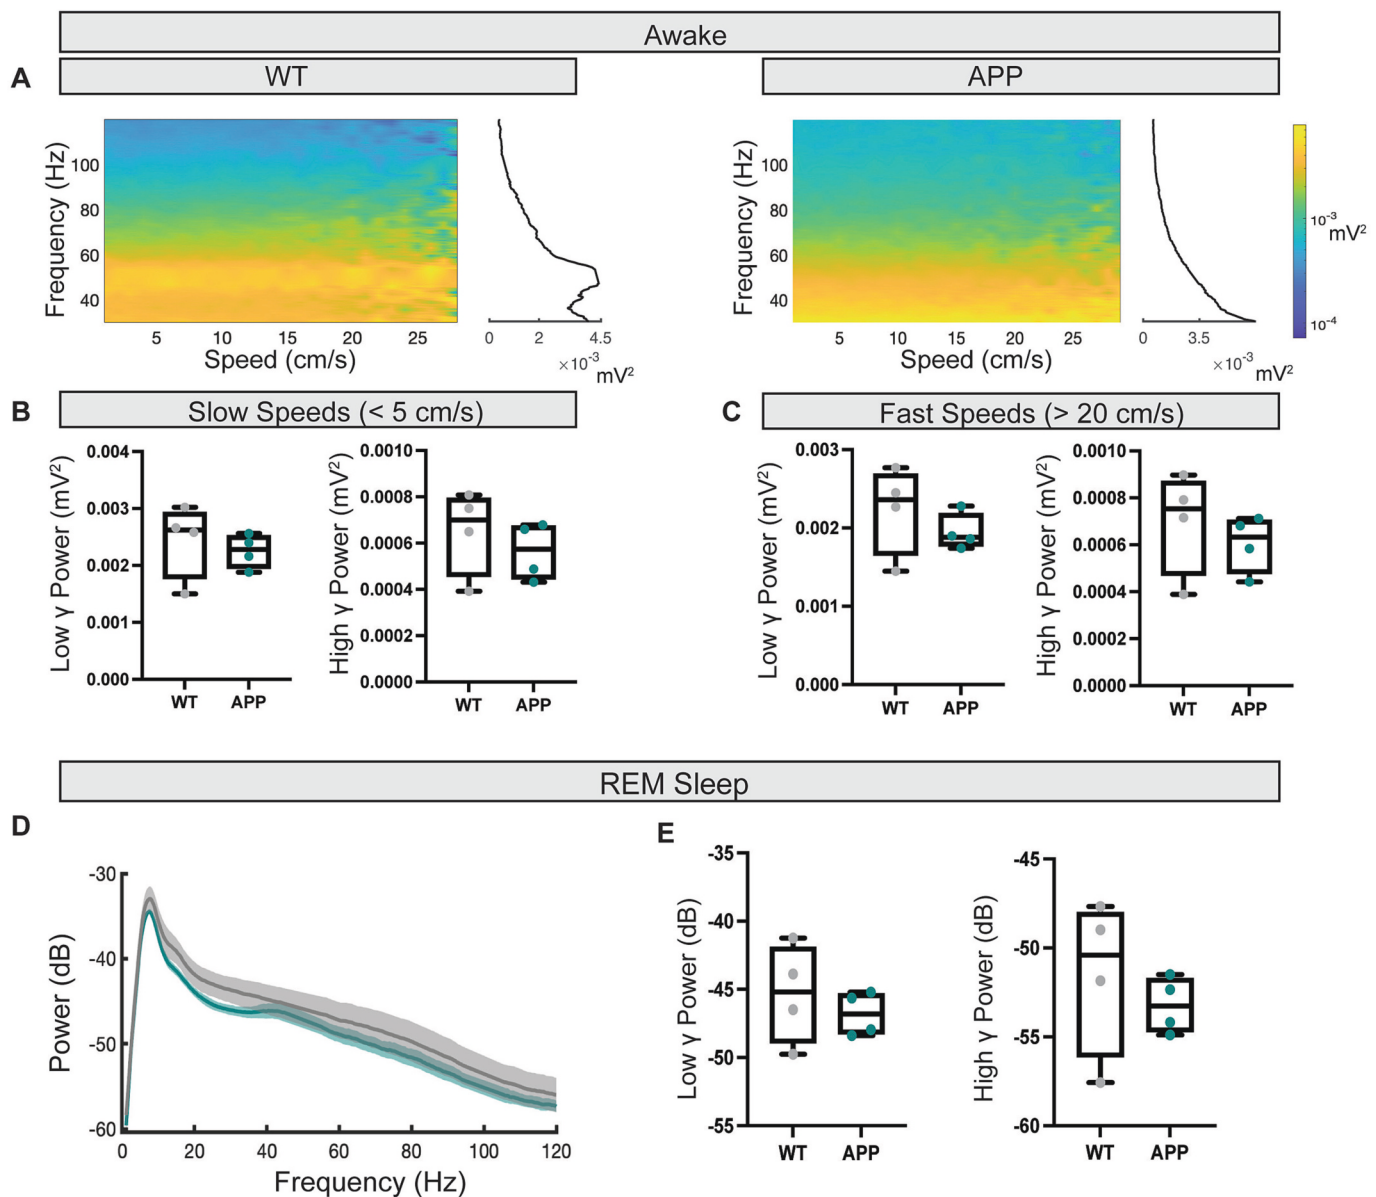 Awake
A
WT
APP
Frequency (Hz)
100
80
60
40
5
10
15
20
25
Speed (cm/s)
0
2
4.5
×10-3
mV2
Frequency (Hz)
100
80
60
40
5
10
15
20
25
Speed (cm/s)
0
3.5
×10-3
mV2
10-3
mV2
10-4
B
Slow Speeds (< 5 cm/s)
Low γ Power (mV2)
0.004
0.003
0.002
0.001
0.000
WT
APP
High γ Power (mV2)
0.0010
0.0008
0.0006
0.0004
0.0002
0.0000
WT
APP
C
Fast Speeds (> 20 cm/s)
Low γ Power (mV2)
0.003
0.002
0.001
0.000
WT
APP
High γ Power (mV2)
0.0010
0.0008
0.0006
0.0004
0.0002
0.0000
WT
APP
REM Sleep
D
Power (dB)
-30
-40
-50
-60
0
20
40
60
80
100
120
Frequency (Hz)
E
Low γ Power (dB)
-35
-40
-45
-50
-55
WT
APP
High γ Power (dB)
-45
-50
-55
-60
WT
APP